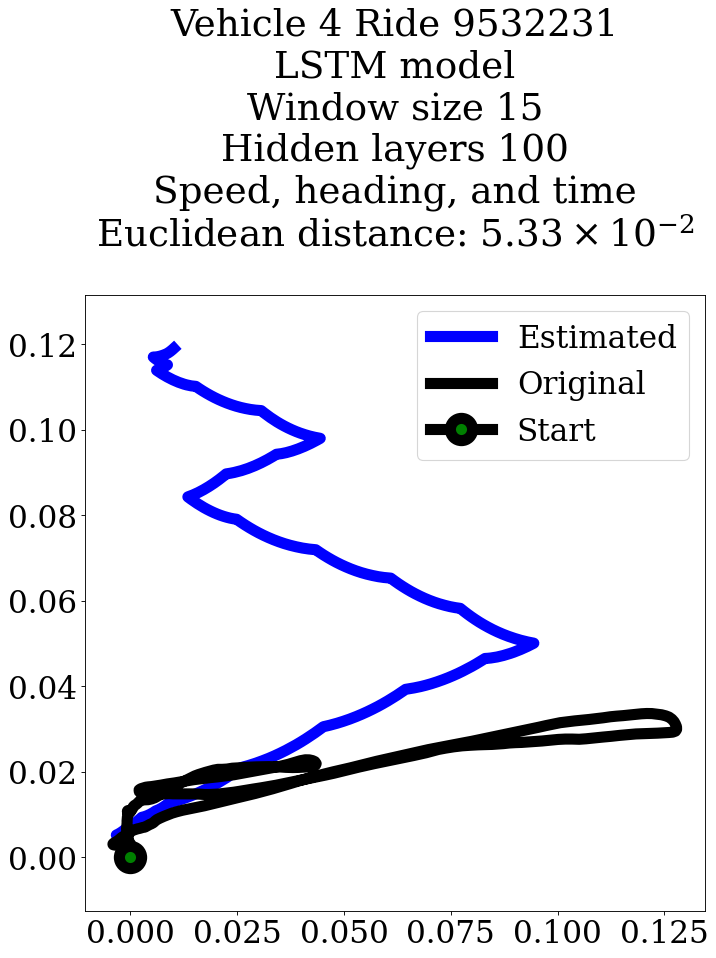 Vehicle 4 Ride 9532231
LSTM model
Window size 15
Hidden layers 100
Speed, heading, and time
Euclidean distance: 5.33 × 10⁻²
Estimated
Original
Start
0.12
0.10
0.08
0.06
0.04
0.02
0.00
0.000 0.025 0.050 0.075 0.100 0.125